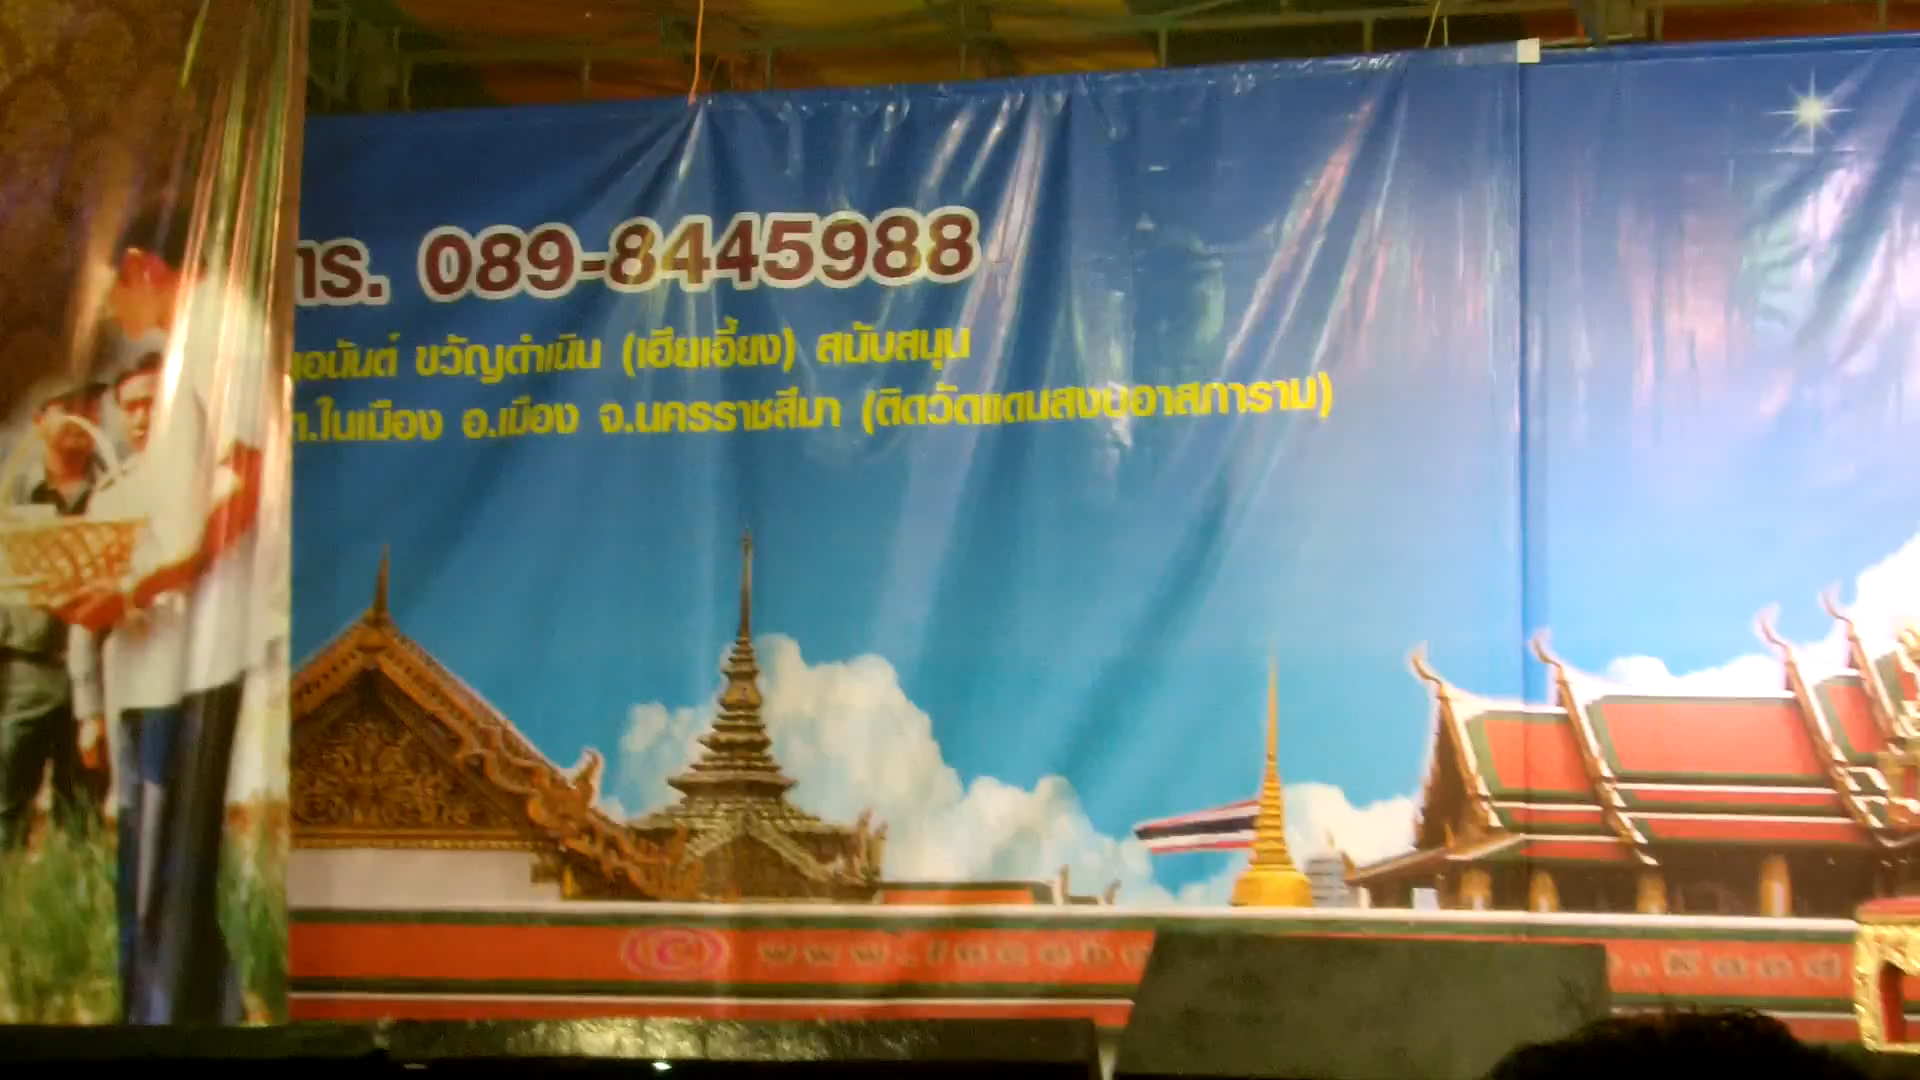 ทร. 089-8445988
อนันต์ ขวัญดำเนิน (เฮียเอี้ยง) สนับสนุน
ต.ในเมือง อ.เมือง จ.นครราชสีมา (ติดวัดแดนสงบอาสภาราม)